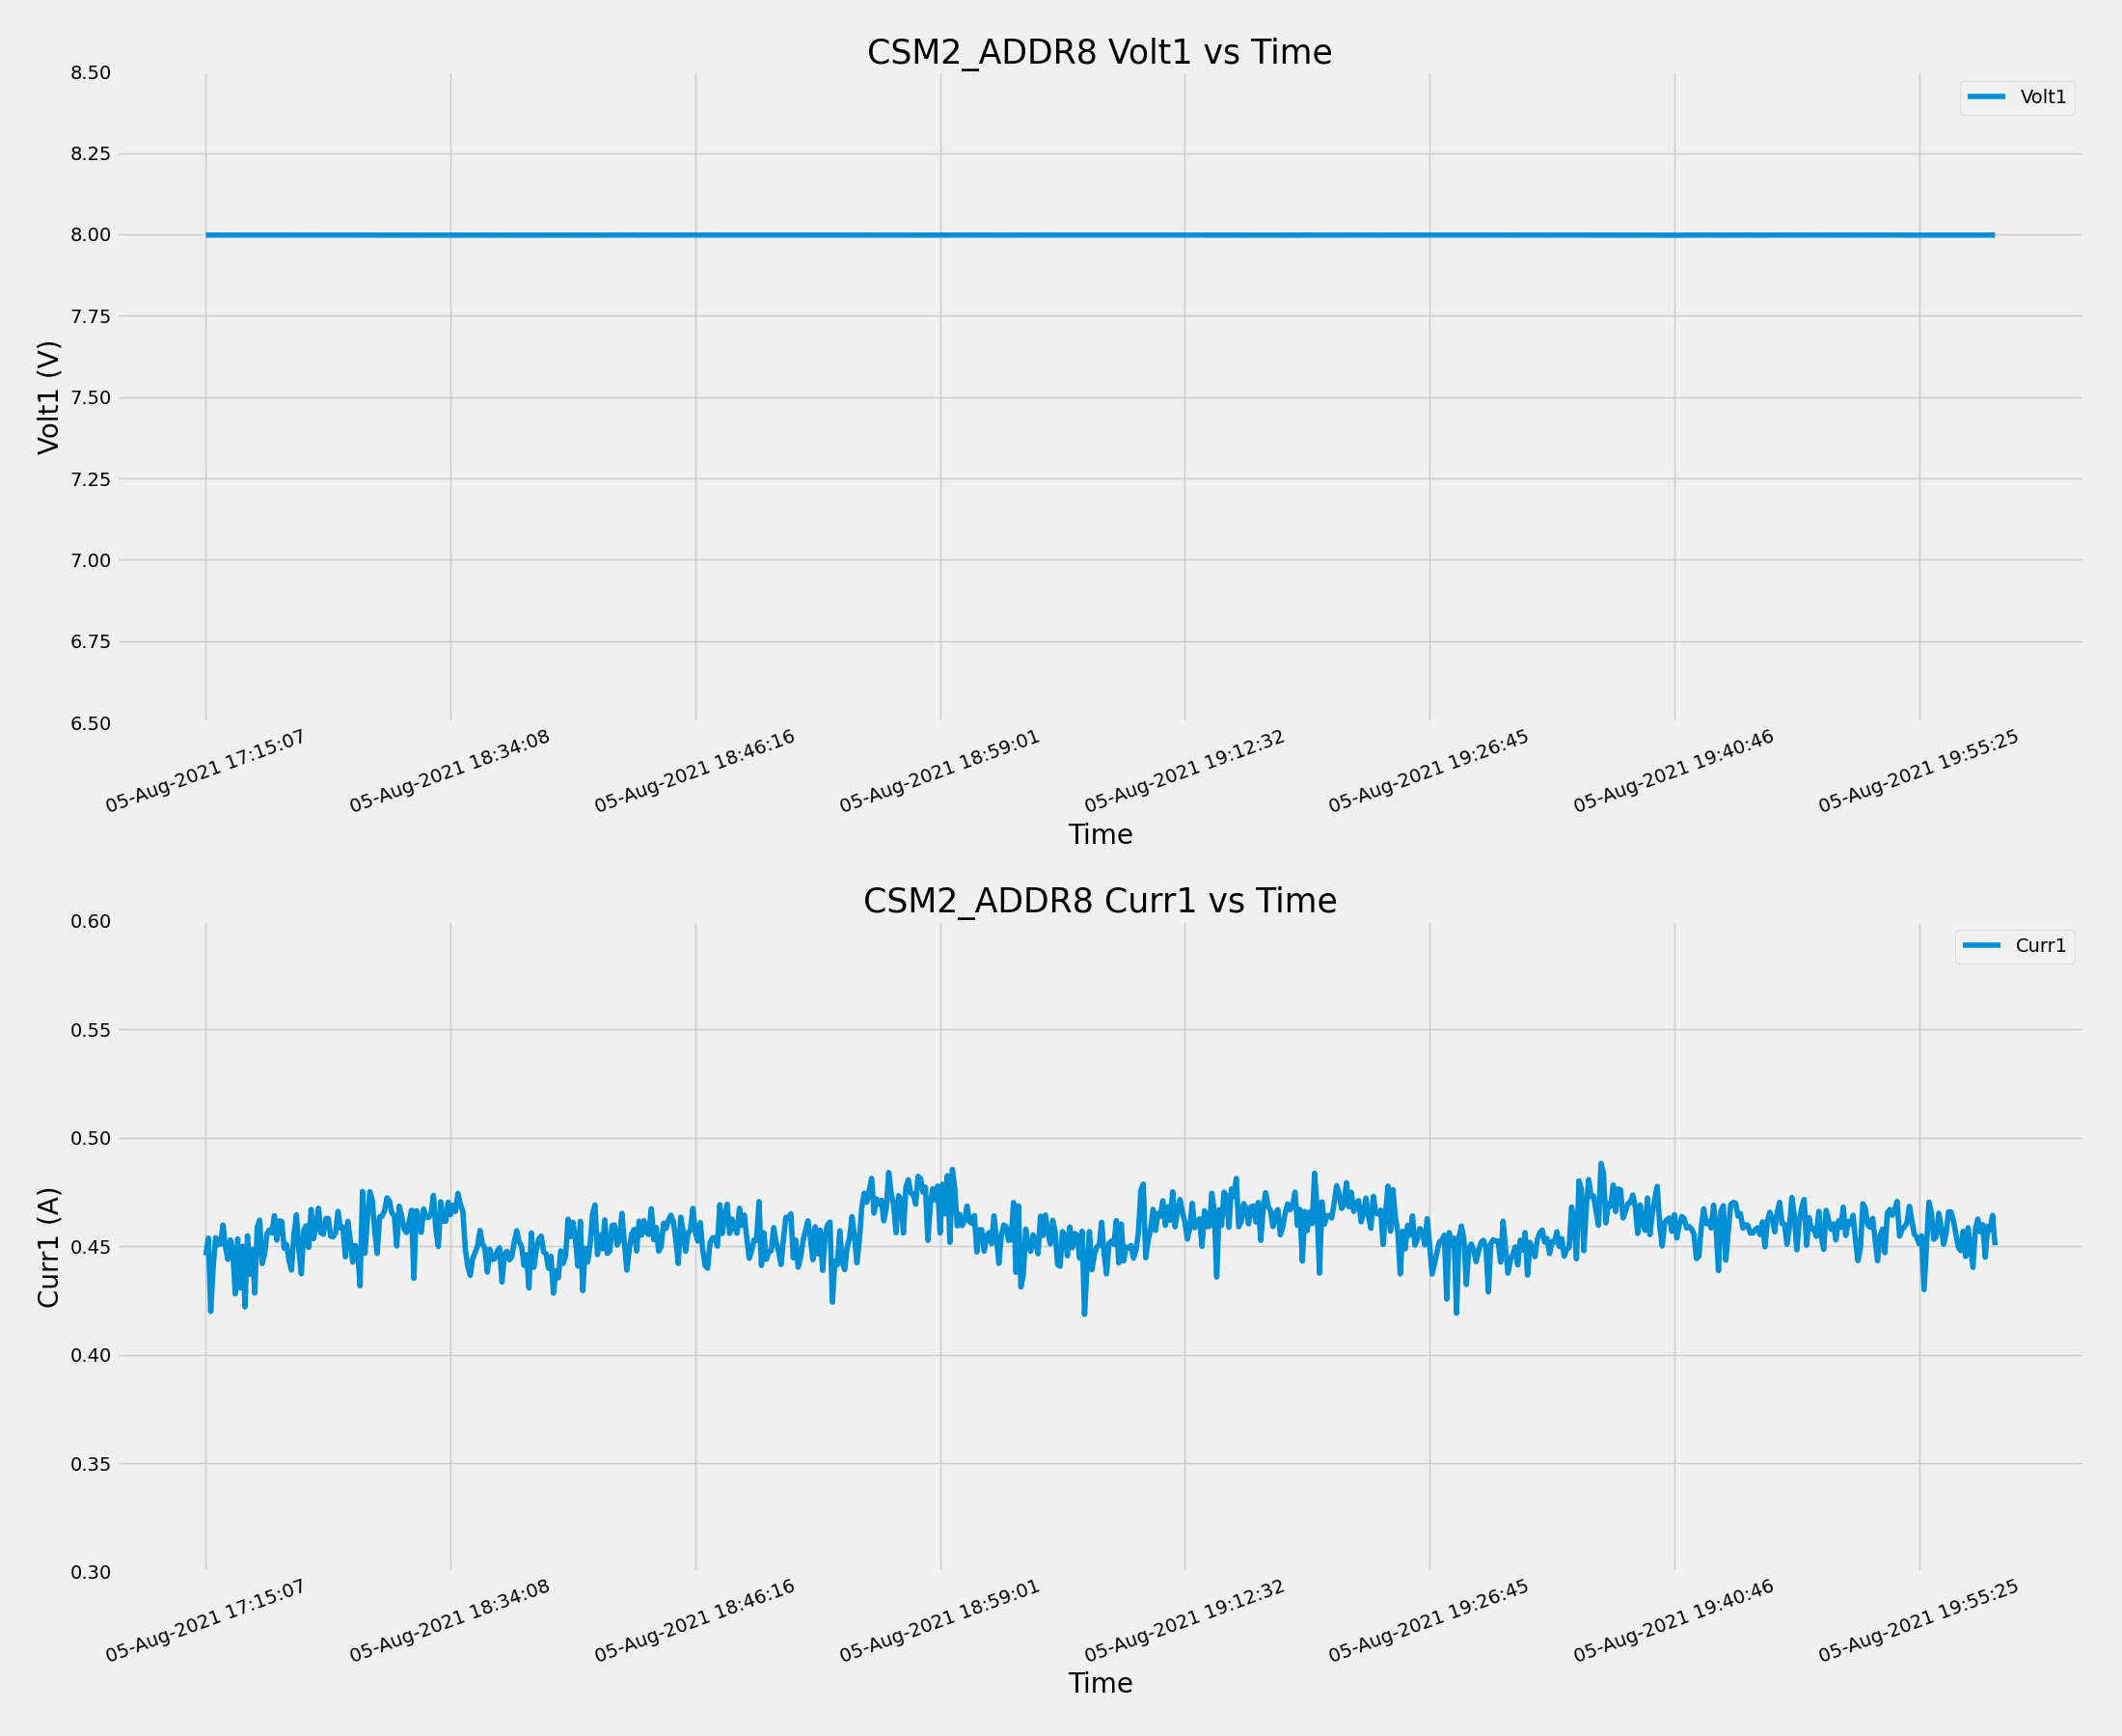 CSM2_ADDR8 Volt1 vs Time
8.50
Volt1
8.25
8.00
7.75
7.50
Volt1 (V)
7.25
7.00
6.75
6.50
05-Aug-2021 17:15:07
05-Aug-2021 18:34:08
05-Aug-2021 18:46:16
05-Aug-2021 18:59:01
05-Aug-2021 19:12:32
05-Aug-2021 19:26:45
05-Aug-2021 19:40:46
05-Aug-2021 19:55:25
Time
CSM2_ADDR8 Curr1 vs Time
0.60
Curr1
0.55
0.50
0.45
Curr1 (A)
0.40
0.35
0.30
05-Aug-2021 17:15:07
05-Aug-2021 18:34:08
05-Aug-2021 18:46:16
05-Aug-2021 18:59:01
05-Aug-2021 19:12:32
05-Aug-2021 19:26:45
05-Aug-2021 19:40:46
05-Aug-2021 19:55:25
Time